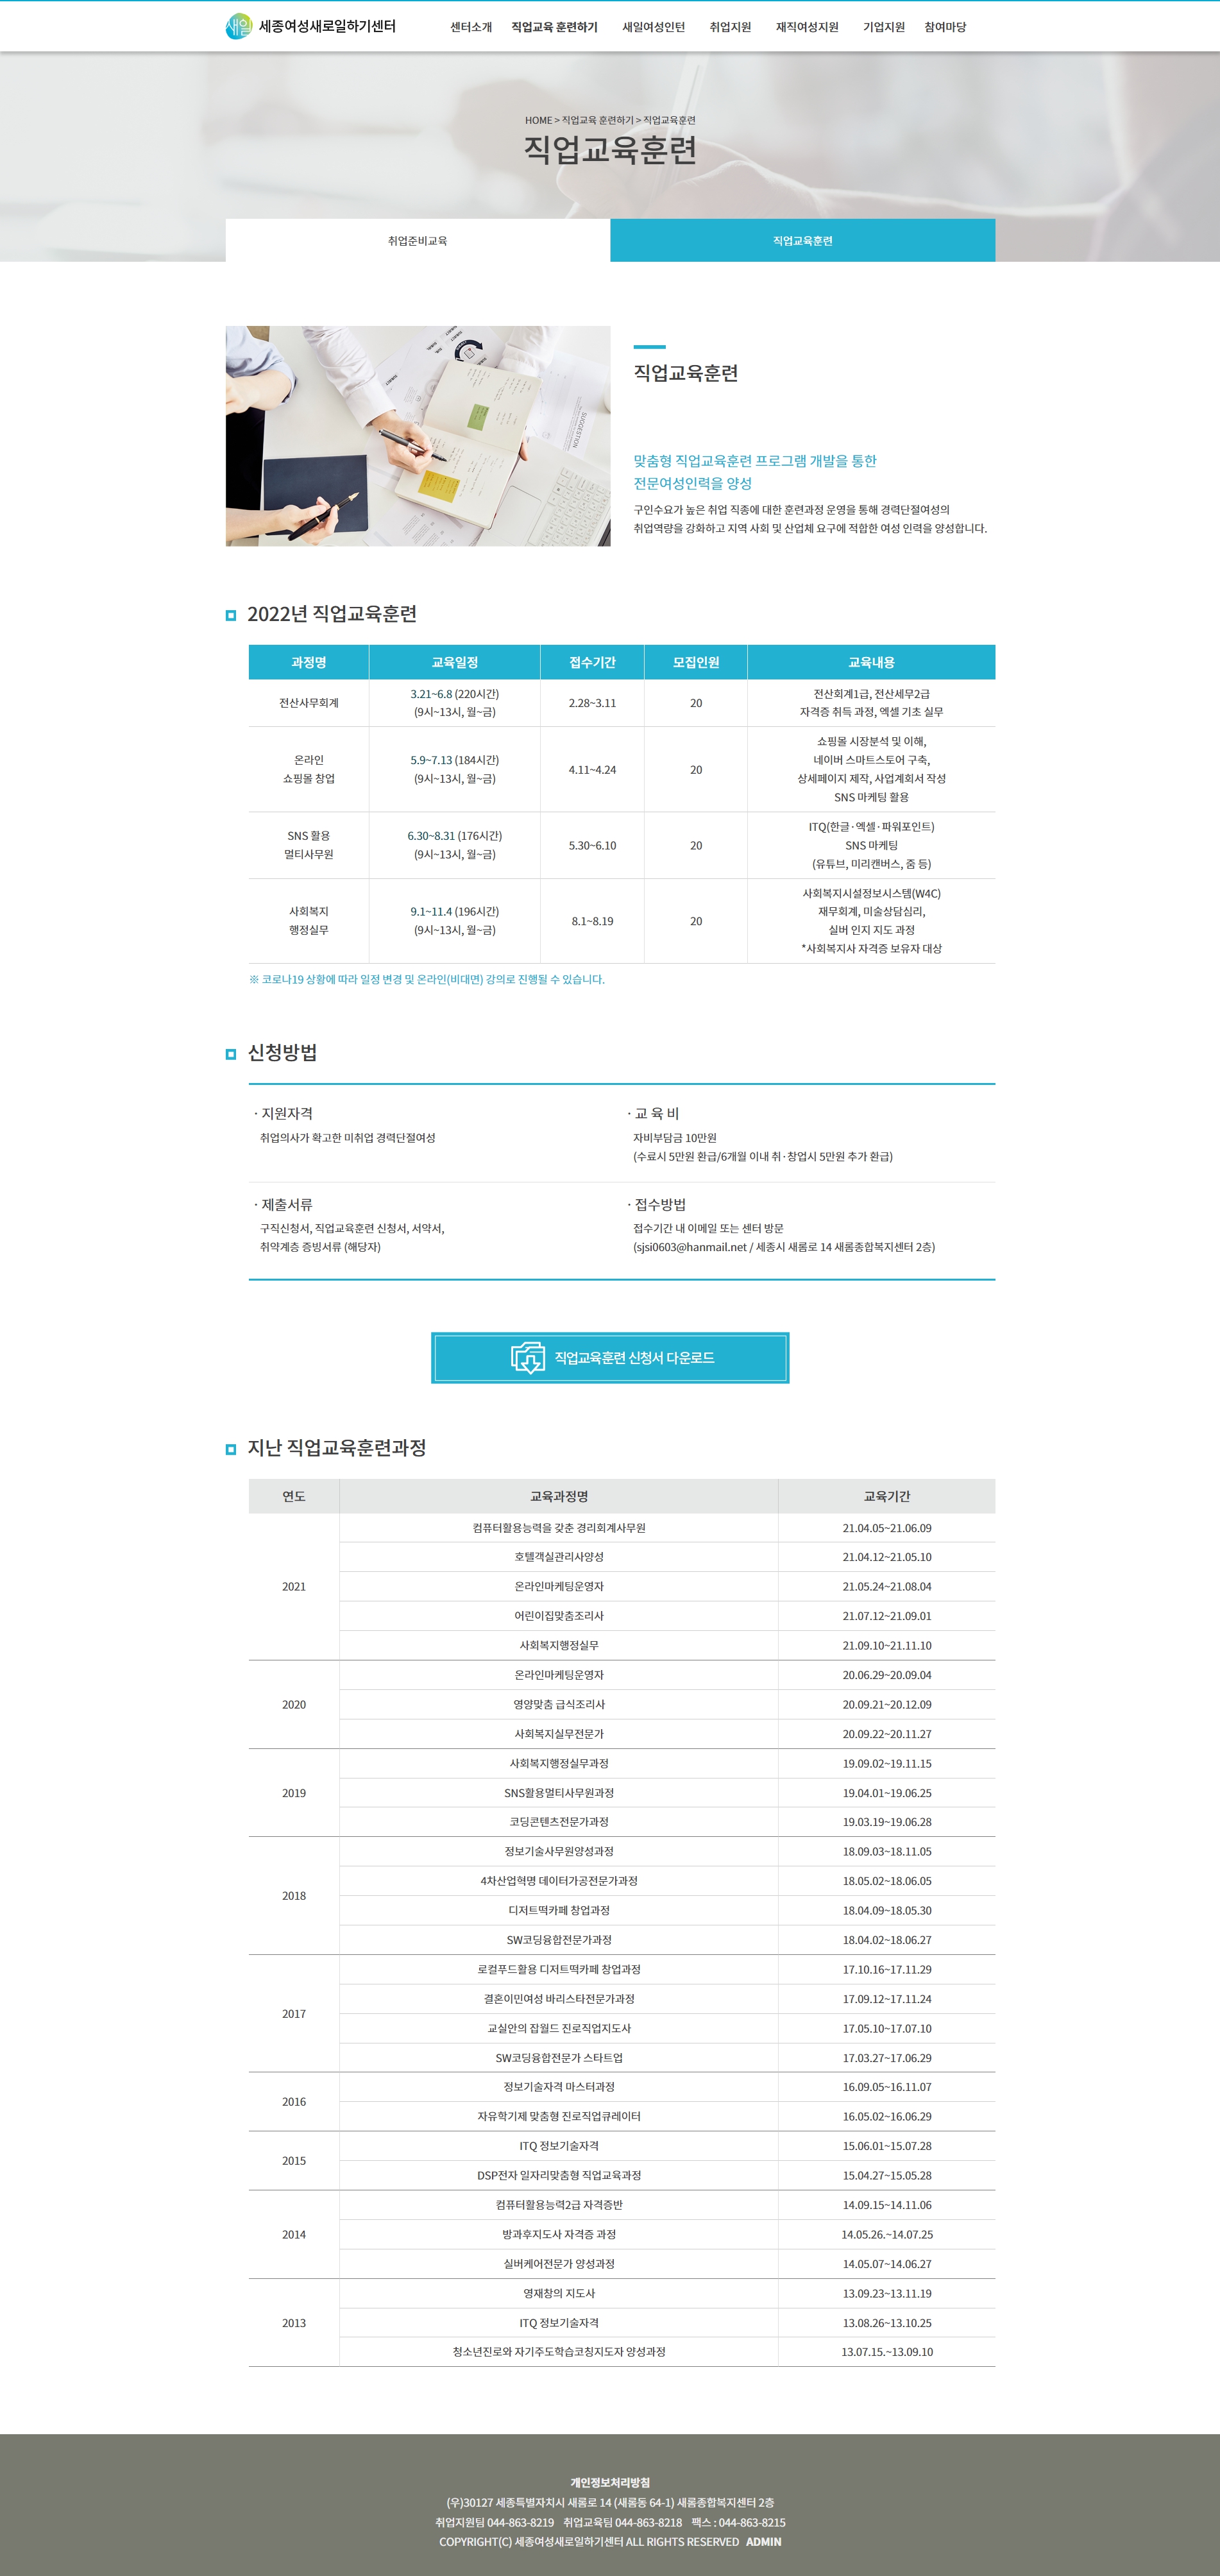 새일 세종여성새로일하기센터
센터소개 직업교육 훈련하기 새일여성인턴 취업지원 재직여성지원 기업지원 참여마당
HOME > 직업교육 훈련하기 > 직업교육훈련
직업교육훈련
취업준비교육 직업교육훈련
SUGGESTION
직업교육훈련
맞춤형 직업교육훈련 프로그램 개발을 통한
전문여성인력을 양성
구인수요가 높은 취업 직종에 대한 훈련과정 운영을 통해 경력단절여성의
취업역량을 강화하고 지역 사회 및 산업체 요구에 적합한 여성 인력을 양성합니다.
2022년 직업교육훈련
과정명 교육일정 접수기간 모집인원 교육내용
전산사무회계
3.21~6.8 (220시간)
(9시~13시, 월~금)
2.28~3.11
20
전산회계1급, 전산세무2급
자격증 취득 과정, 엑셀 기초 실무
온라인
쇼핑몰 창업
5.9~7.13 (184시간)
(9시~13시, 월~금)
4.11~4.24
20
쇼핑몰 시장분석 및 이해,
네이버 스마트스토어 구축,
상세페이지 제작, 사업계획서 작성
SNS 마케팅 활용
SNS 활용
멀티사무원
6.30~8.31 (176시간)
(9시~13시, 월~금)
5.30~6.10
20
ITQ(한글·엑셀·파워포인트)
SNS 마케팅
(유튜브, 미리캔버스, 줌 등)
사회복지
행정실무
9.1~11.4 (196시간)
(9시~13시, 월~금)
8.1~8.19
20
사회복지시설정보시스템(W4C)
재무회계, 미술상담심리,
실버 인지 지도 과정
*사회복지사 자격증 보유자 대상
※ 코로나19 상황에 따라 일정 변경 및 온라인(비대면) 강의로 진행될 수 있습니다.
신청방법
· 지원자격
취업의사가 확고한 미취업 경력단절여성
· 교 육 비
자비부담금 10만원
(수료시 5만원 환급/6개월 이내 취·창업시 5만원 추가 환급)
· 제출서류
구직신청서, 직업교육훈련 신청서, 서약서,
취약계층 증빙서류 (해당자)
· 접수방법
접수기간 내 이메일 또는 센터 방문
(sjsi0603@hanmail.net / 세종시 새롬로 14 새롬종합복지센터 2층)
직업교육훈련 신청서 다운로드
지난 직업교육훈련과정
연도 교육과정명 교육기간
2021
컴퓨터활용능력을 갖춘 경리회계사무원 21.04.05~21.06.09
호텔객실관리사양성 21.04.12~21.05.10
온라인마케팅운영자 21.05.24~21.08.04
어린이집맞춤조리사 21.07.12~21.09.01
사회복지행정실무 21.09.10~21.11.10
2020
온라인마케팅운영자 20.06.29~20.09.04
영양맞춤 급식조리사 20.09.21~20.12.09
사회복지실무전문가 20.09.22~20.11.27
2019
사회복지행정실무과정 19.09.02~19.11.15
SNS활용멀티사무원과정 19.04.01~19.06.25
코딩콘텐츠전문가과정 19.03.19~19.06.28
2018
정보기술사무원양성과정 18.09.03~18.11.05
4차산업혁명 데이터가공전문가과정 18.05.02~18.06.05
디저트떡카페 창업과정 18.04.09~18.05.30
SW코딩융합전문가과정 18.04.02~18.06.27
2017
로컬푸드활용 디저트떡카페 창업과정 17.10.16~17.11.29
결혼이민여성 바리스타전문가과정 17.09.12~17.11.24
교실안의 잡월드 진로직업지도사 17.05.10~17.07.10
SW코딩융합전문가 스타트업 17.03.27~17.06.29
2016
정보기술자격 마스터과정 16.09.05~16.11.07
자유학기제 맞춤형 진로직업큐레이터 16.05.02~16.06.29
2015
ITQ 정보기술자격 15.06.01~15.07.28
DSP전자 일자리맞춤형 직업교육과정 15.04.27~15.05.28
2014
컴퓨터활용능력2급 자격증반 14.09.15~14.11.06
방과후지도사 자격증 과정 14.05.26.~14.07.25
실버케어전문가 양성과정 14.05.07~14.06.27
2013
영재창의 지도사 13.09.23~13.11.19
ITQ 정보기술자격 13.08.26~13.10.25
청소년진로와 자기주도학습코칭지도자 양성과정 13.07.15.~13.09.10
개인정보처리방침
(우)30127 세종특별자치시 새롬로 14 (새롬동 64-1) 새롬종합복지센터 2층
취업지원팀 044-863-8219 취업교육팀 044-863-8218 팩스 : 044-863-8215
COPYRIGHT(C) 세종여성새로일하기센터 ALL RIGHTS RESERVED ADMIN